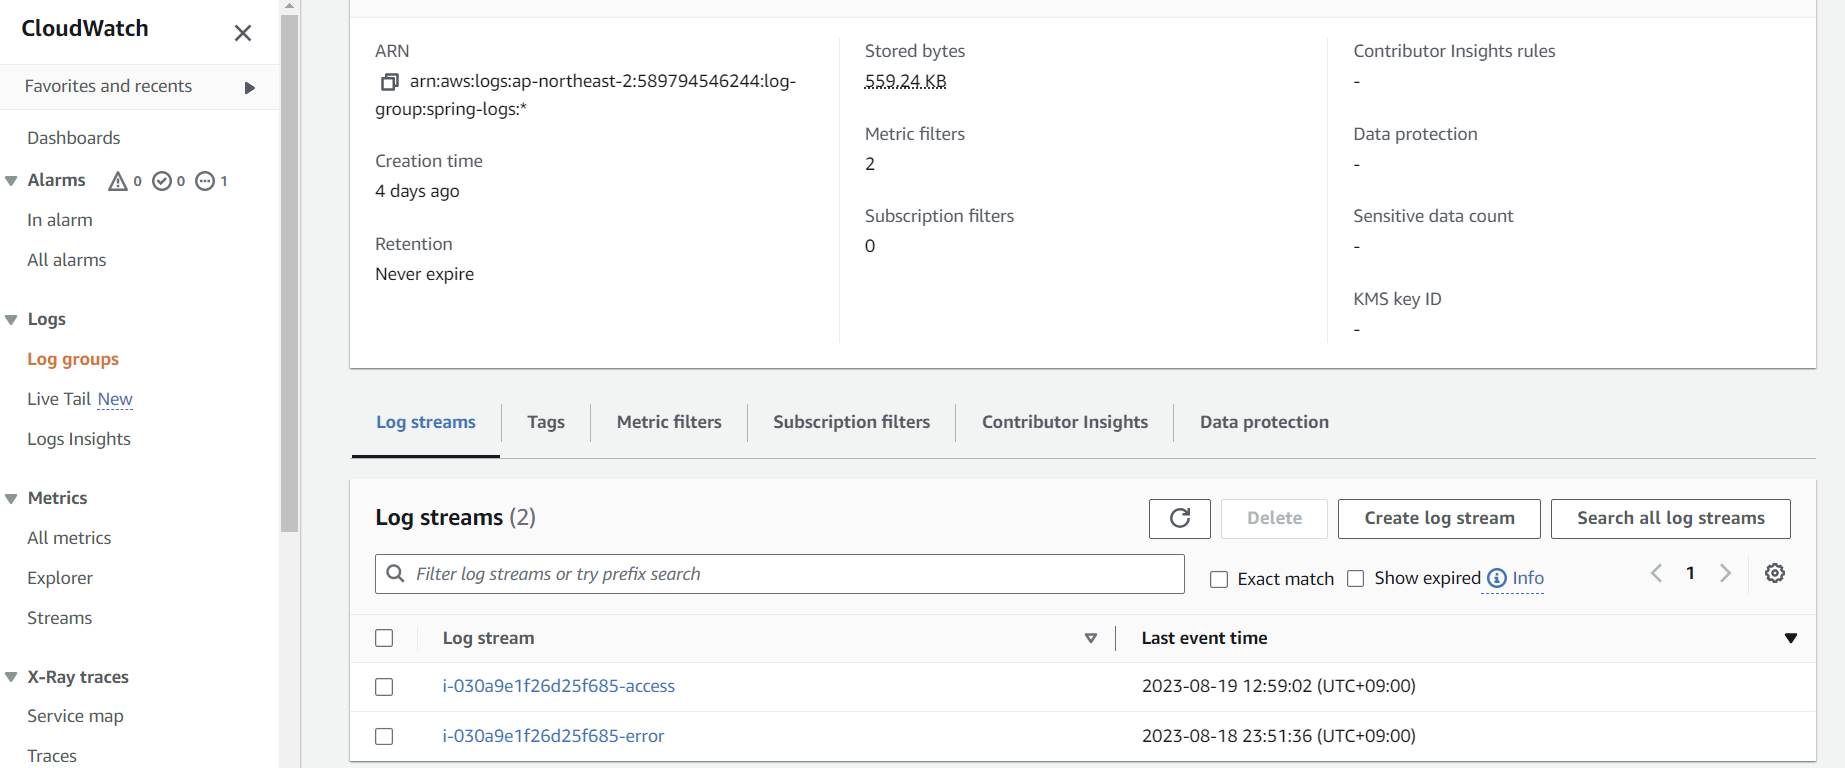 CloudWatch
Favorites and recents
Dashboards
Alarms 0 0 1
In alarm
All alarms
Logs
Log groups
Live Tail New
Logs Insights
Metrics
All metrics
Explorer
Streams
X-Ray traces
Service map
Traces
ARN
arn:aws:logs:ap-northeast-2:589794546244:log-
group:spring-logs:*
Creation time
4 days ago
Retention
Never expire
Stored bytes
559.24 KB
Metric filters
2
Subscription filters
0
Contributor Insights rules
-
Data protection
-
Sensitive data count
-
KMS key ID
-
Log streams Tags Metric filters Subscription filters Contributor Insights Data protection
Log streams (2) Delete Create log stream Search all log streams
Filter log streams or try prefix search Exact match Show expired Info 1
Log stream Last event time
i-030a9e1f26d25f685-access 2023-08-19 12:59:02 (UTC+09:00)
i-030a9e1f26d25f685-error 2023-08-18 23:51:36 (UTC+09:00)